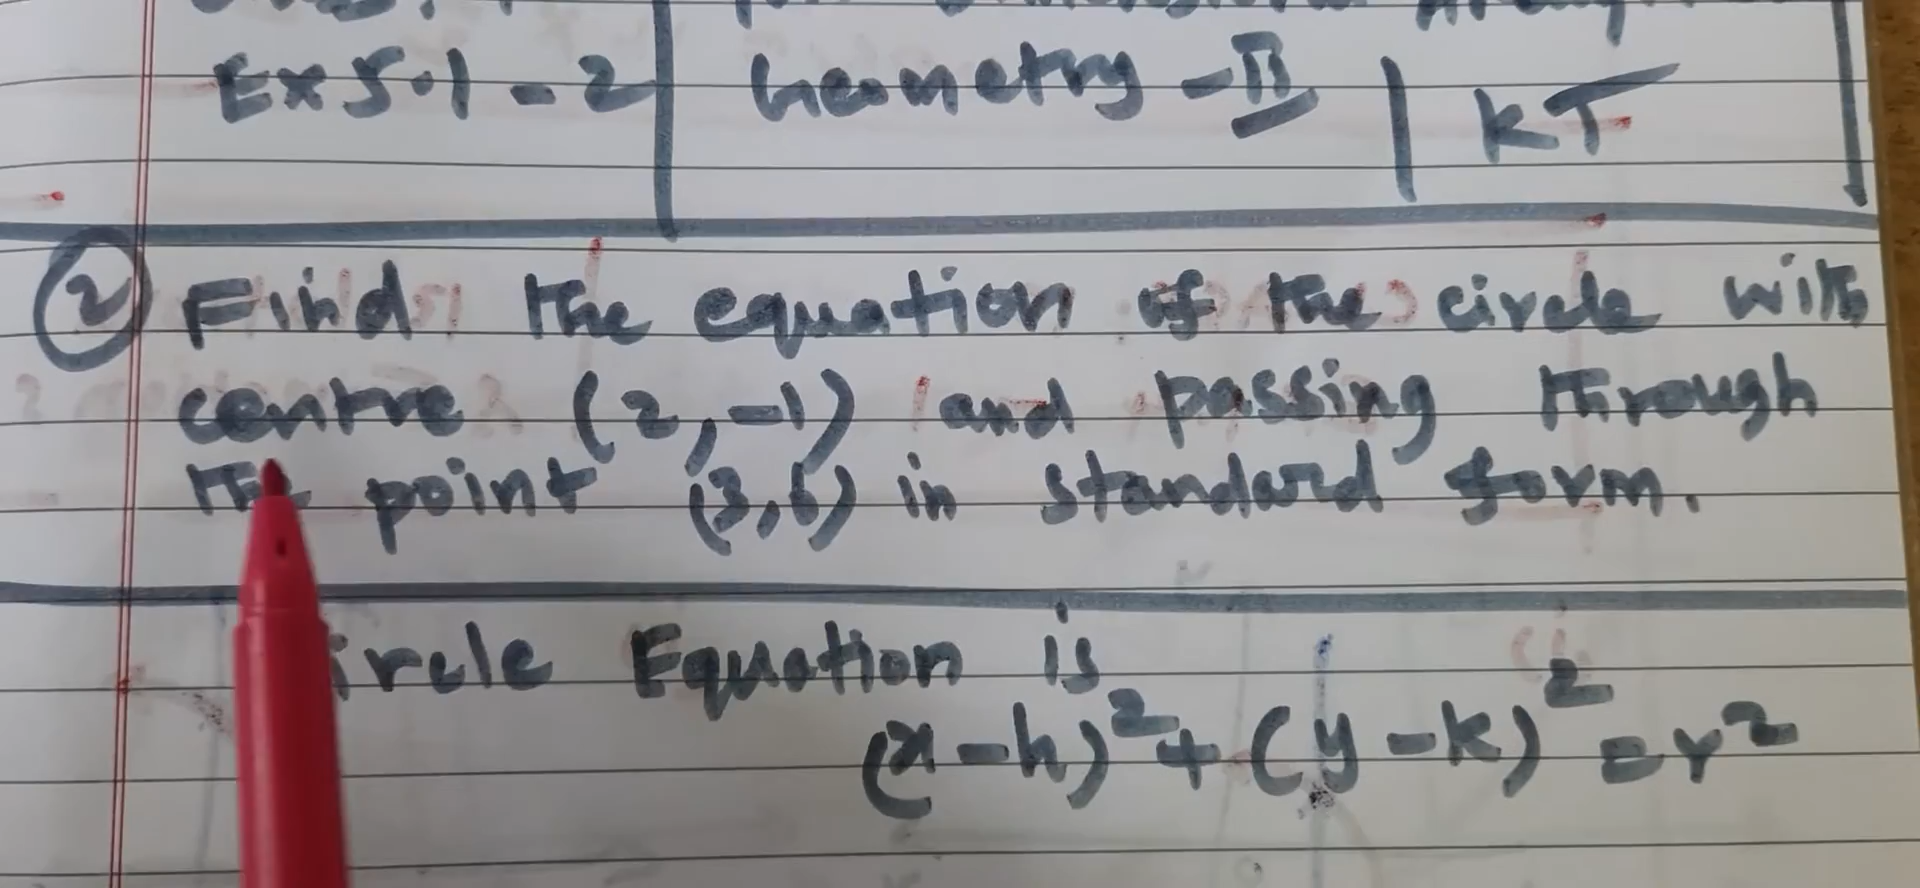 Ex 5.1 - 2
Geometry - II
KT
2 Find the equation of the circle with
centre (2, -1) and passing through
the point (3,6) in standard form.
ircle Equation is
(x-h)²+(y-k)²=r²